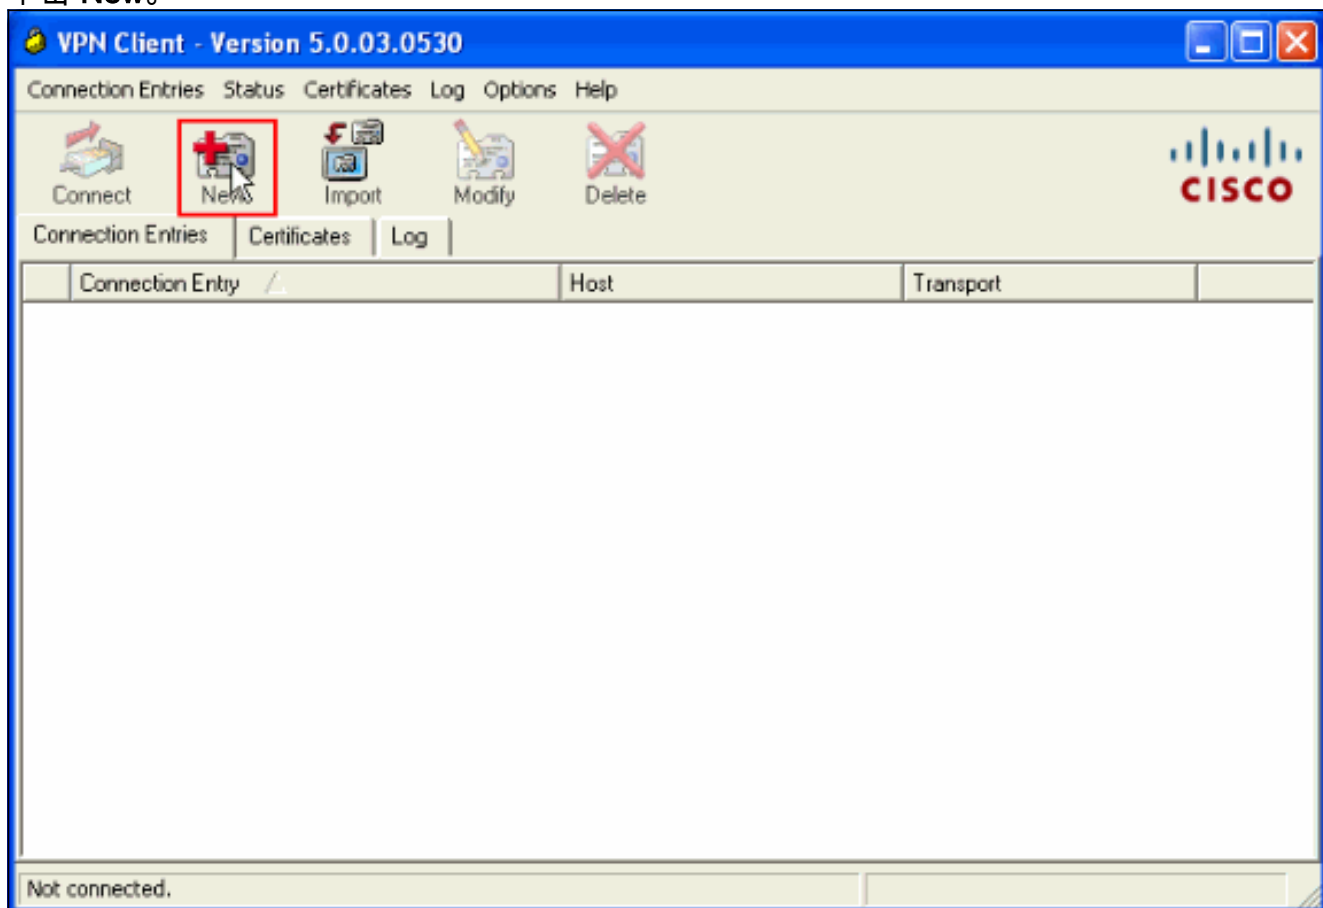 New。
VPN Client - Version 5.0.03.0530
Connection Entries Status Certificates Log Options Help
Connect New Import Modify Delete
CISCO
Connection Entries Certificates Log
Connection Entry Host Transport
Not connected.